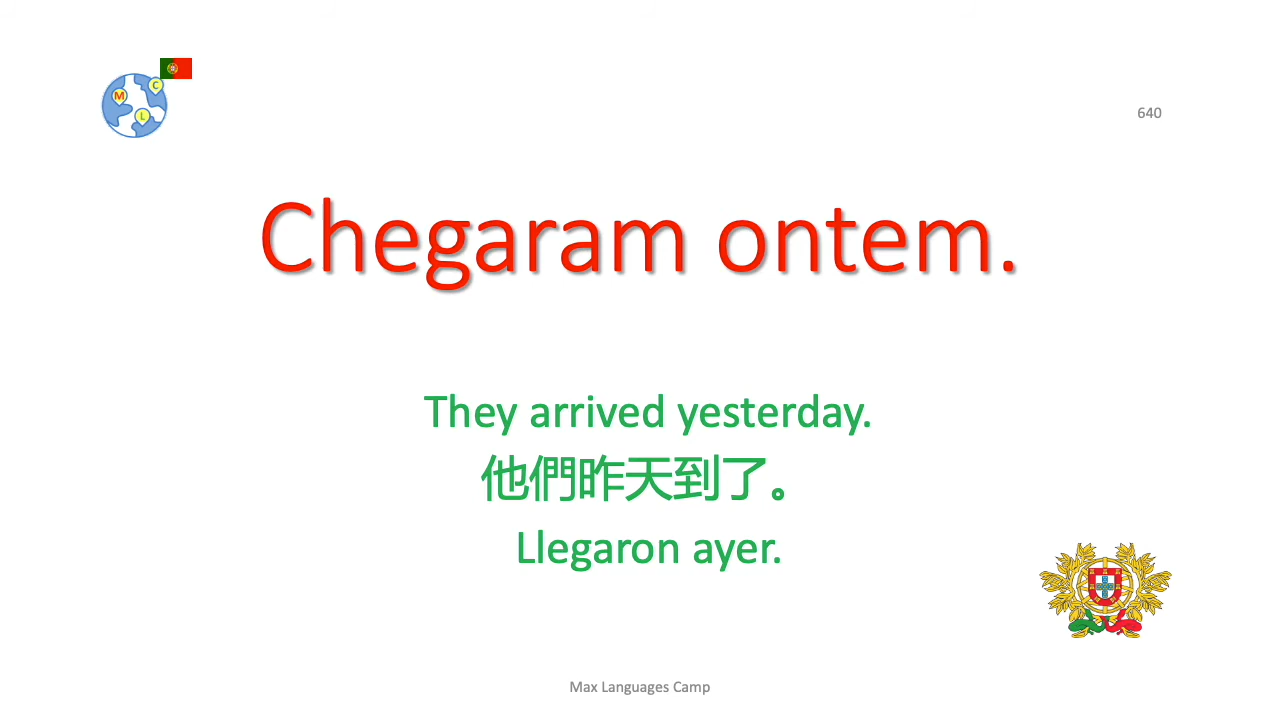 M
C
L
640
Chegaram ontem.
They arrived yesterday.
他們昨天到了。
Llegaron ayer.
Max Languages Camp